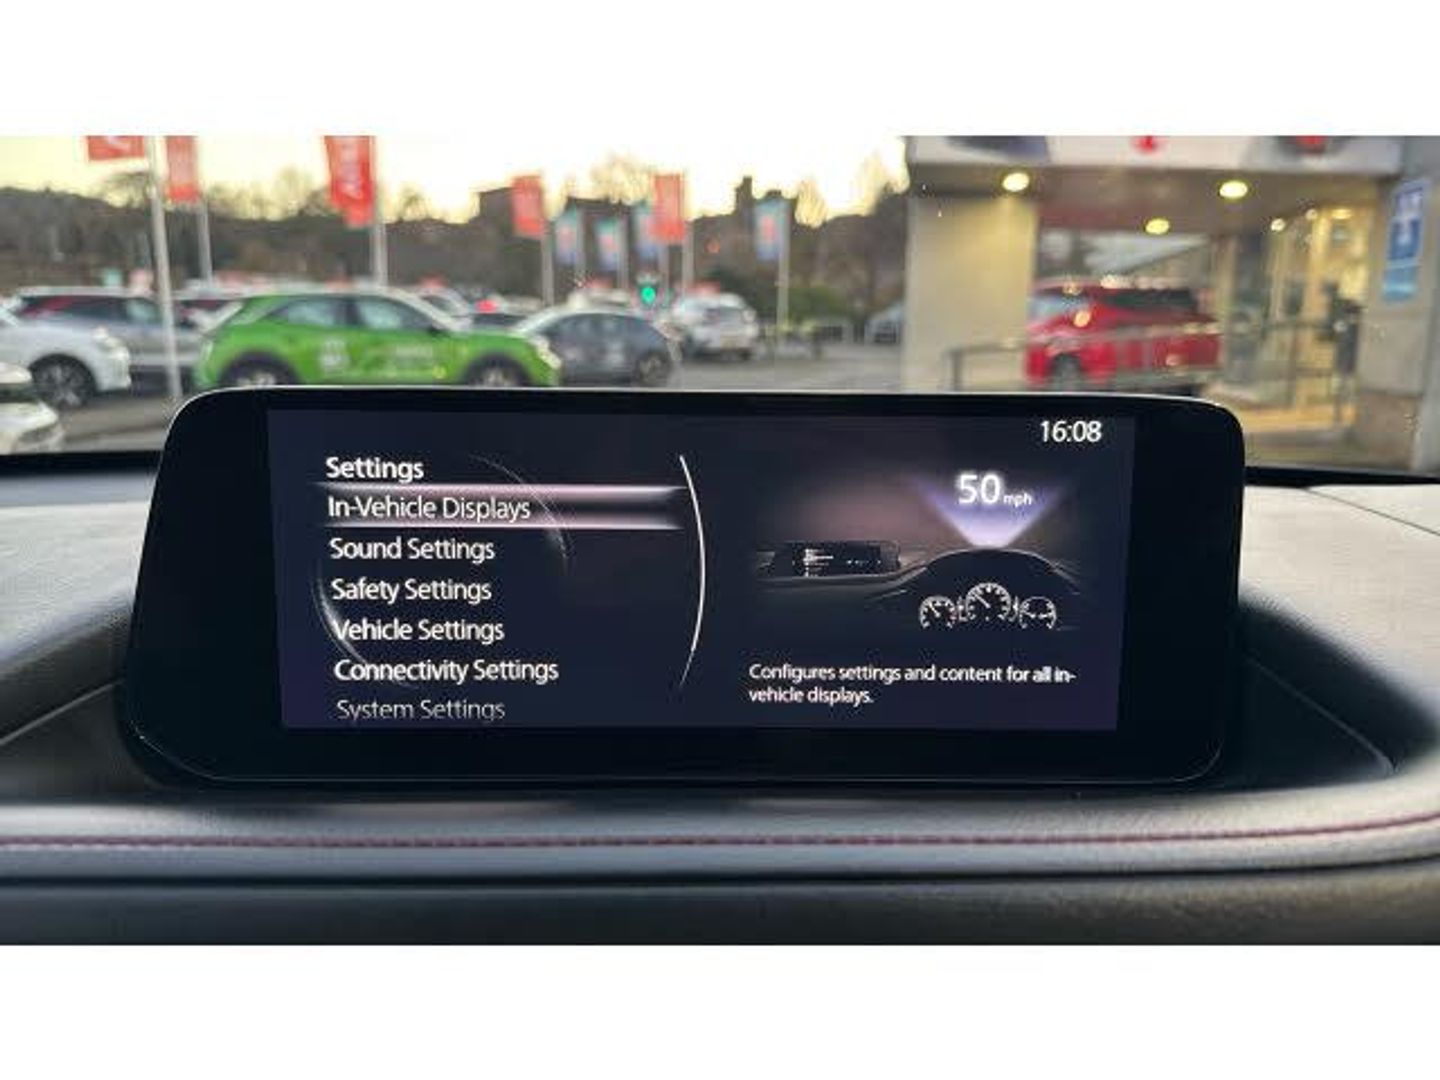 16:08
Settings
In-Vehicle Displays
Sound Settings
Safety Settings
Vehicle Settings
Connectivity Settings
System Settings
50 mph
Configures settings and content for all in-
vehicle displays.